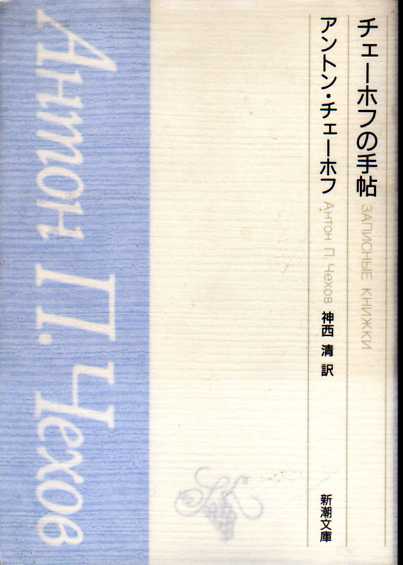 チェーホフの手帖 ЗАПИСНЫЕ КНИЖКИ
アントン・チェーホフ Антон П. Чехов 神西 清 訳
新潮文庫
Антон П. Чехов